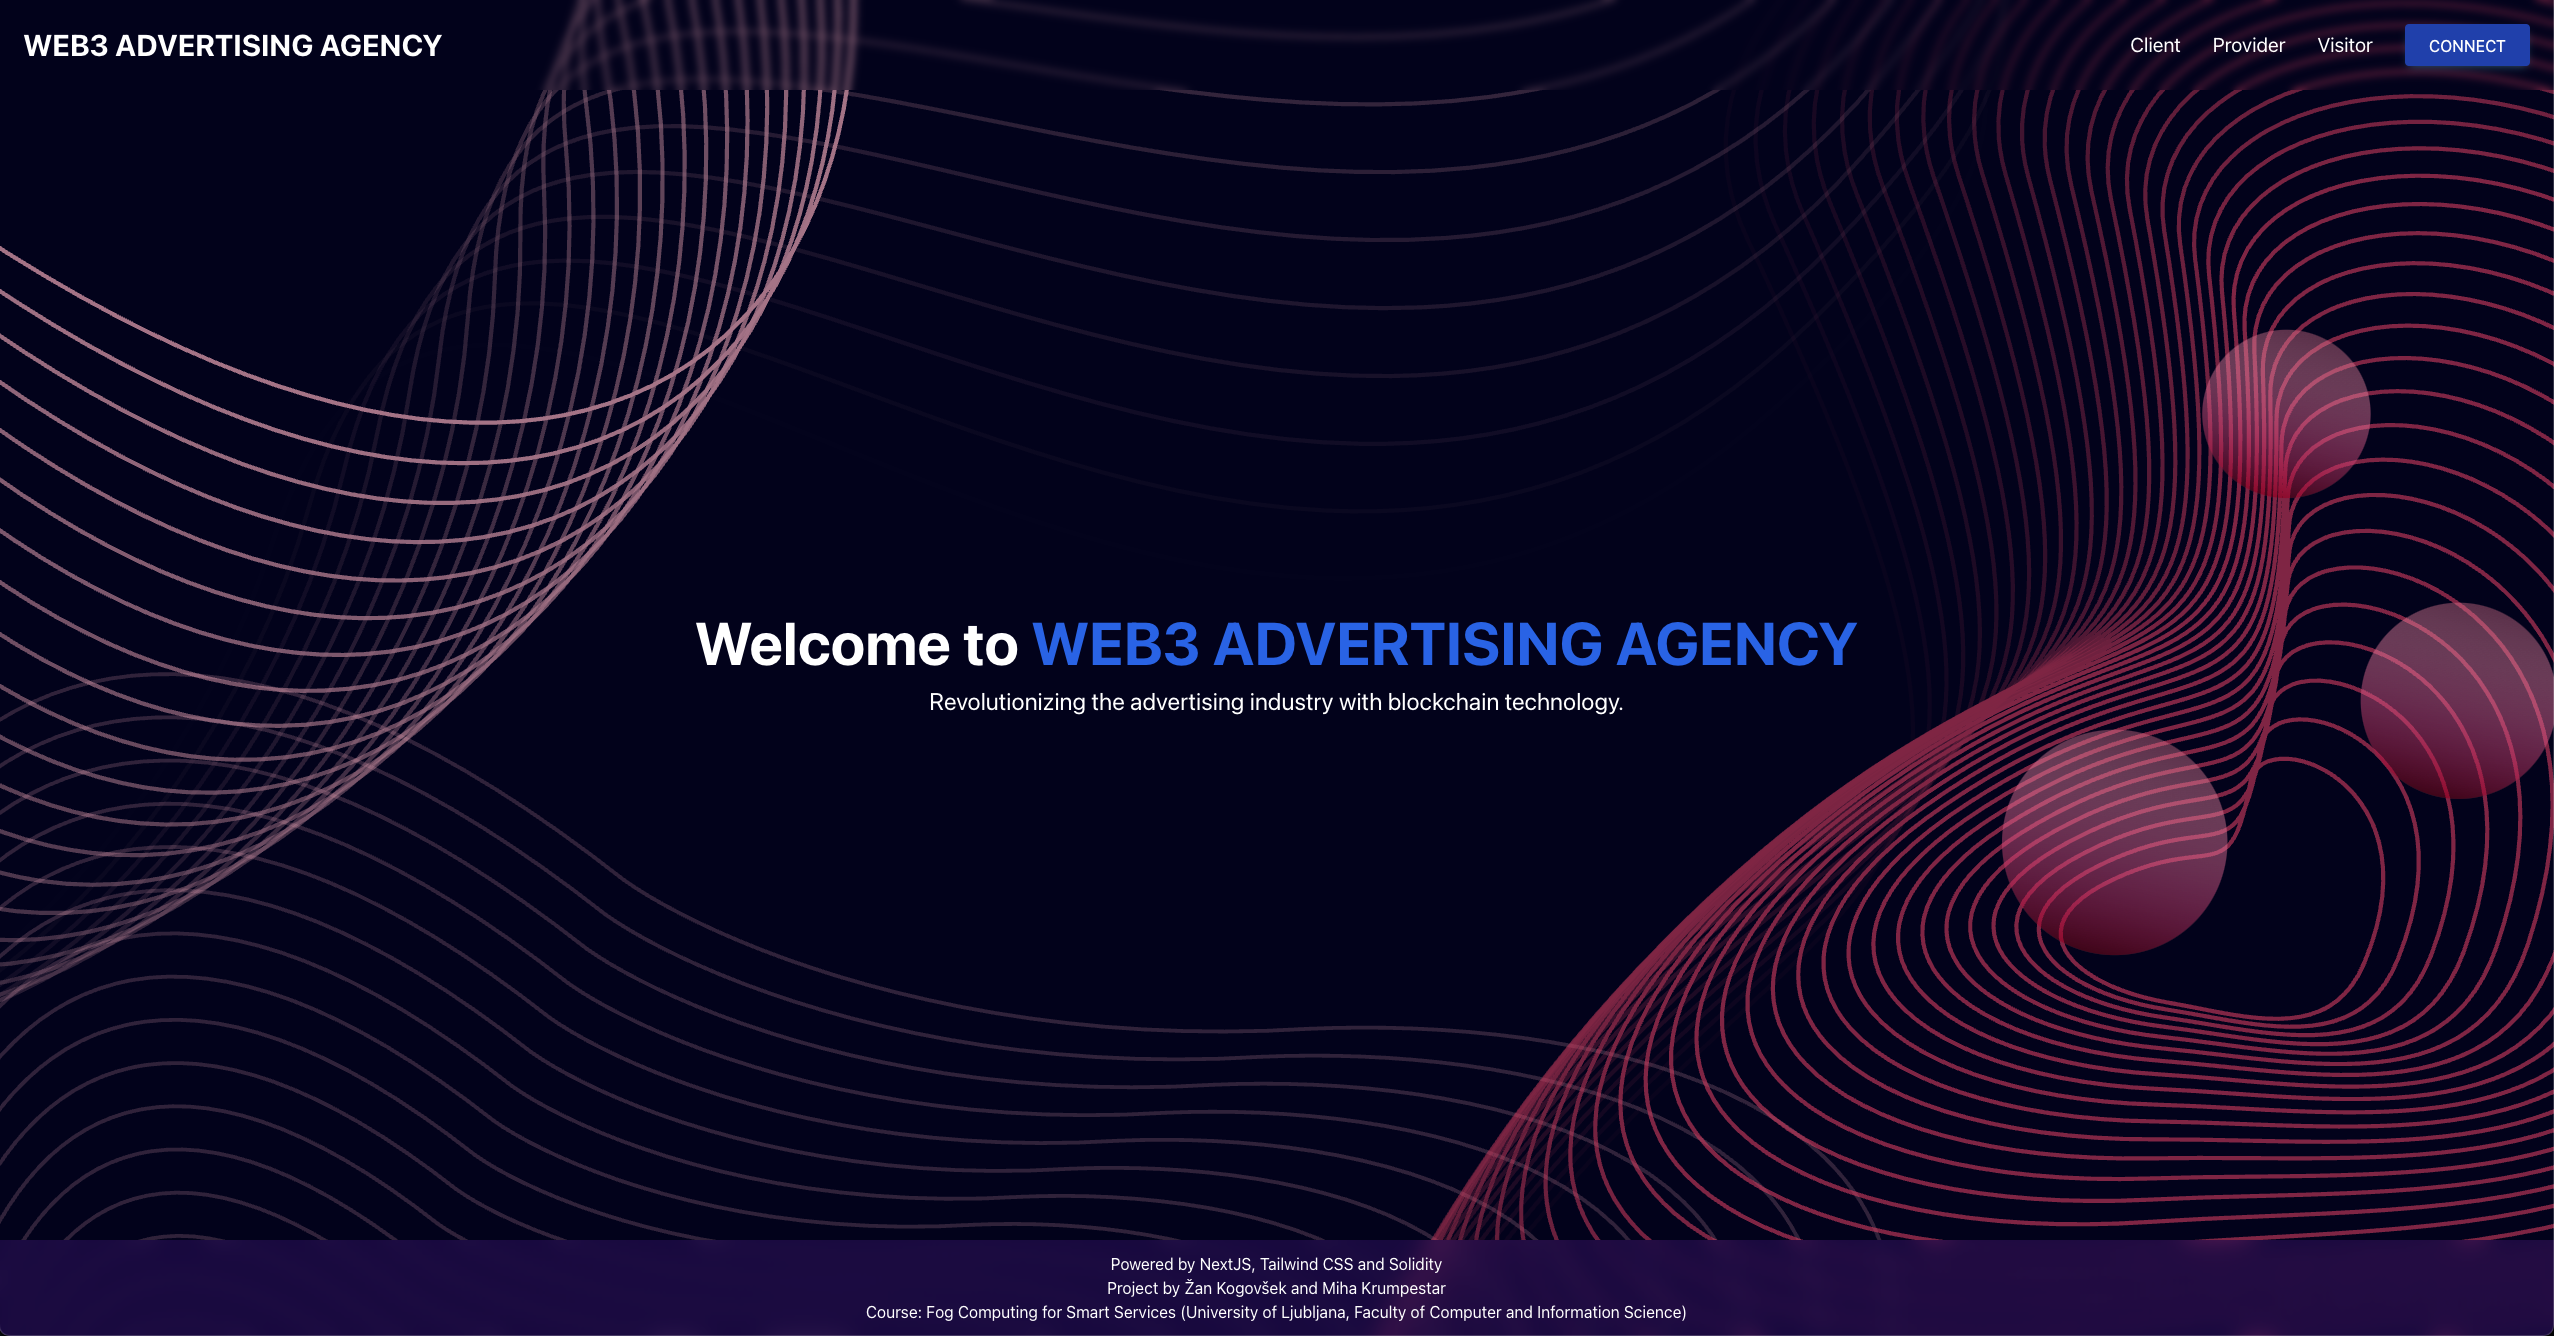 WEB3 ADVERTISING AGENCY
Client Provider Visitor CONNECT
Welcome to WEB3 ADVERTISING AGENCY
Revolutionizing the advertising industry with blockchain technology.
Powered by NextJS, Tailwind CSS and Solidity
Project by Žan Kogovšek and Miha Krumpestar
Course: Fog Computing for Smart Services (University of Ljubljana, Faculty of Computer and Information Science)